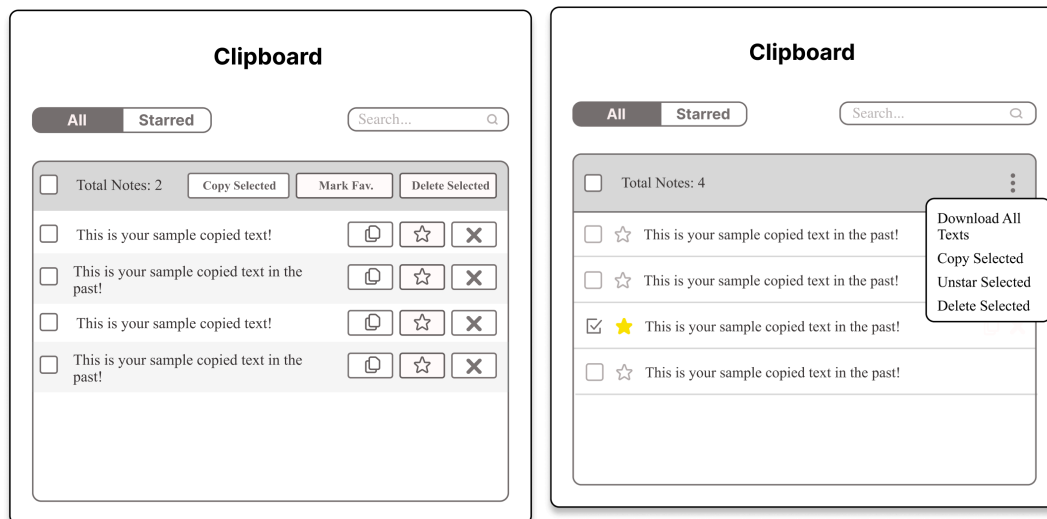 Clipboard
All Starred Search...
Total Notes: 2 Copy Selected Mark Fav. Delete Selected
This is your sample copied text!
This is your sample copied text in the
past!
This is your sample copied text!
This is your sample copied text in the
past!
Clipboard
All Starred Search...
Total Notes: 4
Download All
Texts
Copy Selected
Unstar Selected
Delete Selected
This is your sample copied text in the past!
This is your sample copied text in the past!
This is your sample copied text in the past!
This is your sample copied text in the past!